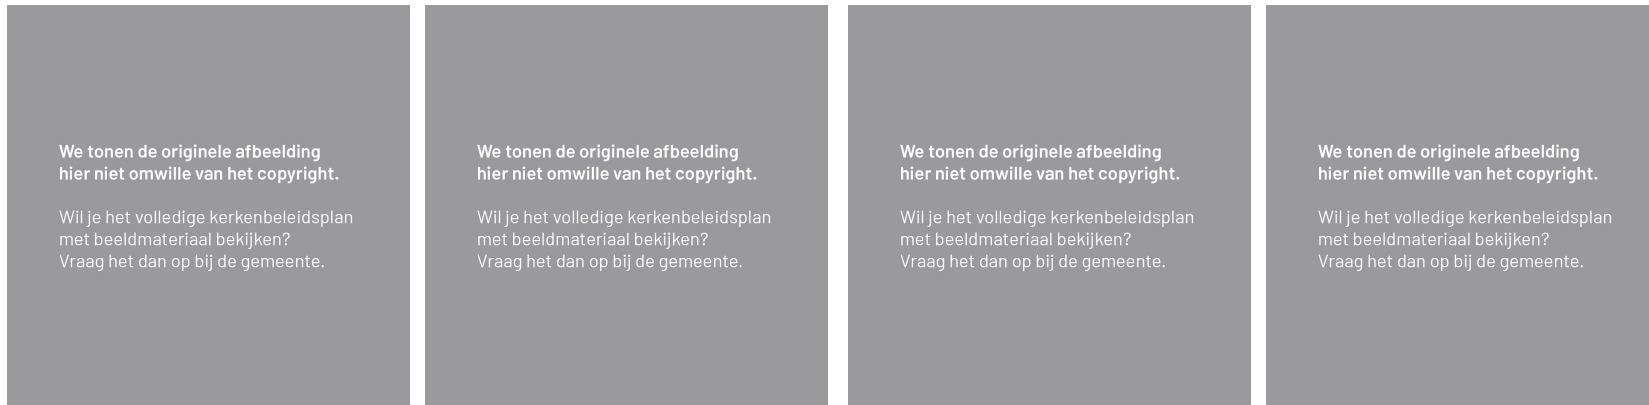 We tonen de originele afbeelding
hier niet omwille van het copyright.
Wil je het volledige kerkenbeleidsplan
met beeldmateriaal bekijken?
Vraag het dan op bij de gemeente.
We tonen de originele afbeelding
hier niet omwille van het copyright.
Wil je het volledige kerkenbeleidsplan
met beeldmateriaal bekijken?
Vraag het dan op bij de gemeente.
We tonen de originele afbeelding
hier niet omwille van het copyright.
Wil je het volledige kerkenbeleidsplan
met beeldmateriaal bekijken?
Vraag het dan op bij de gemeente.
We tonen de originele afbeelding
hier niet omwille van het copyright.
Wil je het volledige kerkenbeleidsplan
met beeldmateriaal bekijken?
Vraag het dan op bij de gemeente.